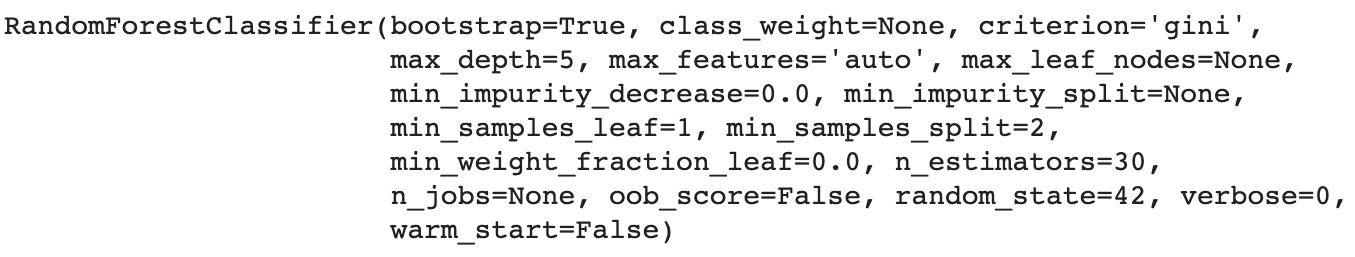 RandomForestClassifier(bootstrap=True, class_weight=None, criterion='gini',
max_depth=5, max_features='auto', max_leaf_nodes=None,
min_impurity_decrease=0.0, min_impurity_split=None,
min_samples_leaf=1, min_samples_split=2,
min_weight_fraction_leaf=0.0, n_estimators=30,
n_jobs=None, oob_score=False, random_state=42, verbose=0,
warm_start=False)